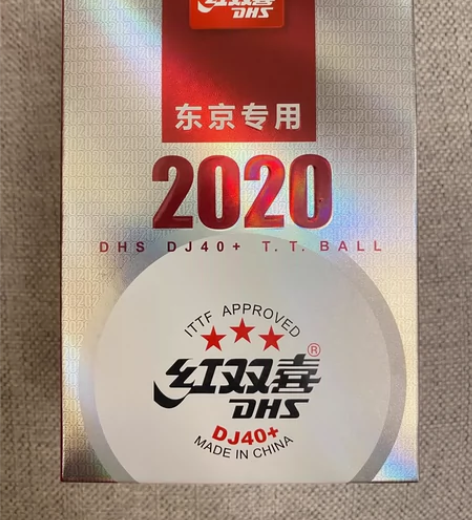 红双喜
DHS
东京专用
2020
DHS DJ40+ T.T. BALL
ITTF APPROVED
红双喜®
DHS
DJ40+
MADE IN CHINA